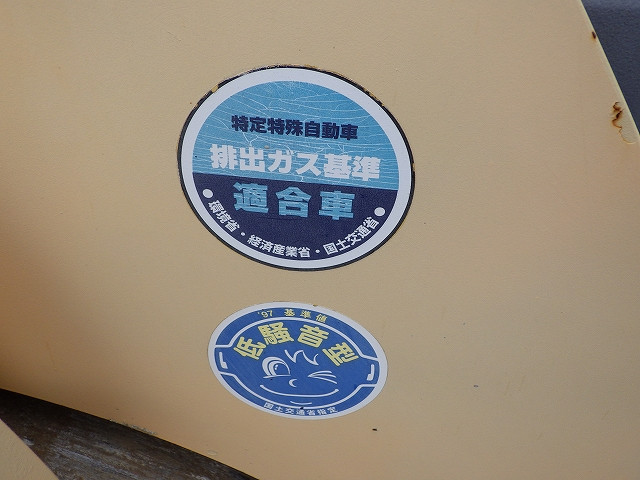 特定特殊自動車
排出ガス基準
適合車
・環境省・経済産業省・国土交通省・
'97 基準値
低騒音型
国土交通省指定